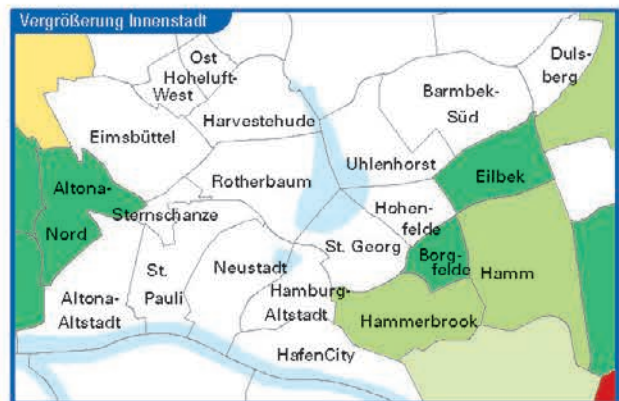 Vergrößerung Innenstadt
Ost
Hoheluft-
West
Duls-
berg
Barmbek-
Süd
Harvestehude
Eimsbüttel
Uhlenhorst
Eilbek
Altona-
Nord
Rotherbaum
Sternschanze
Hohen-
felde
St. Georg
Borg-
felde
Hamm
St.
Pauli
Neustadt
Altona-
Altstadt
Hamburg-
Altstadt
Hammerbrook
HafenCity